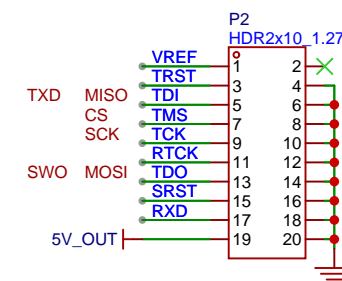 P2
HDR2x10_1.27
VREF 1 2
TRST 3 4
TXD MISO TDI 5 6
CS TMS 7 8
SCK TCK 9 10
RTCK 11 12
SWO MOSI TDO 13 14
SRST 15 16
RXD 17 18
5V_OUT 19 20